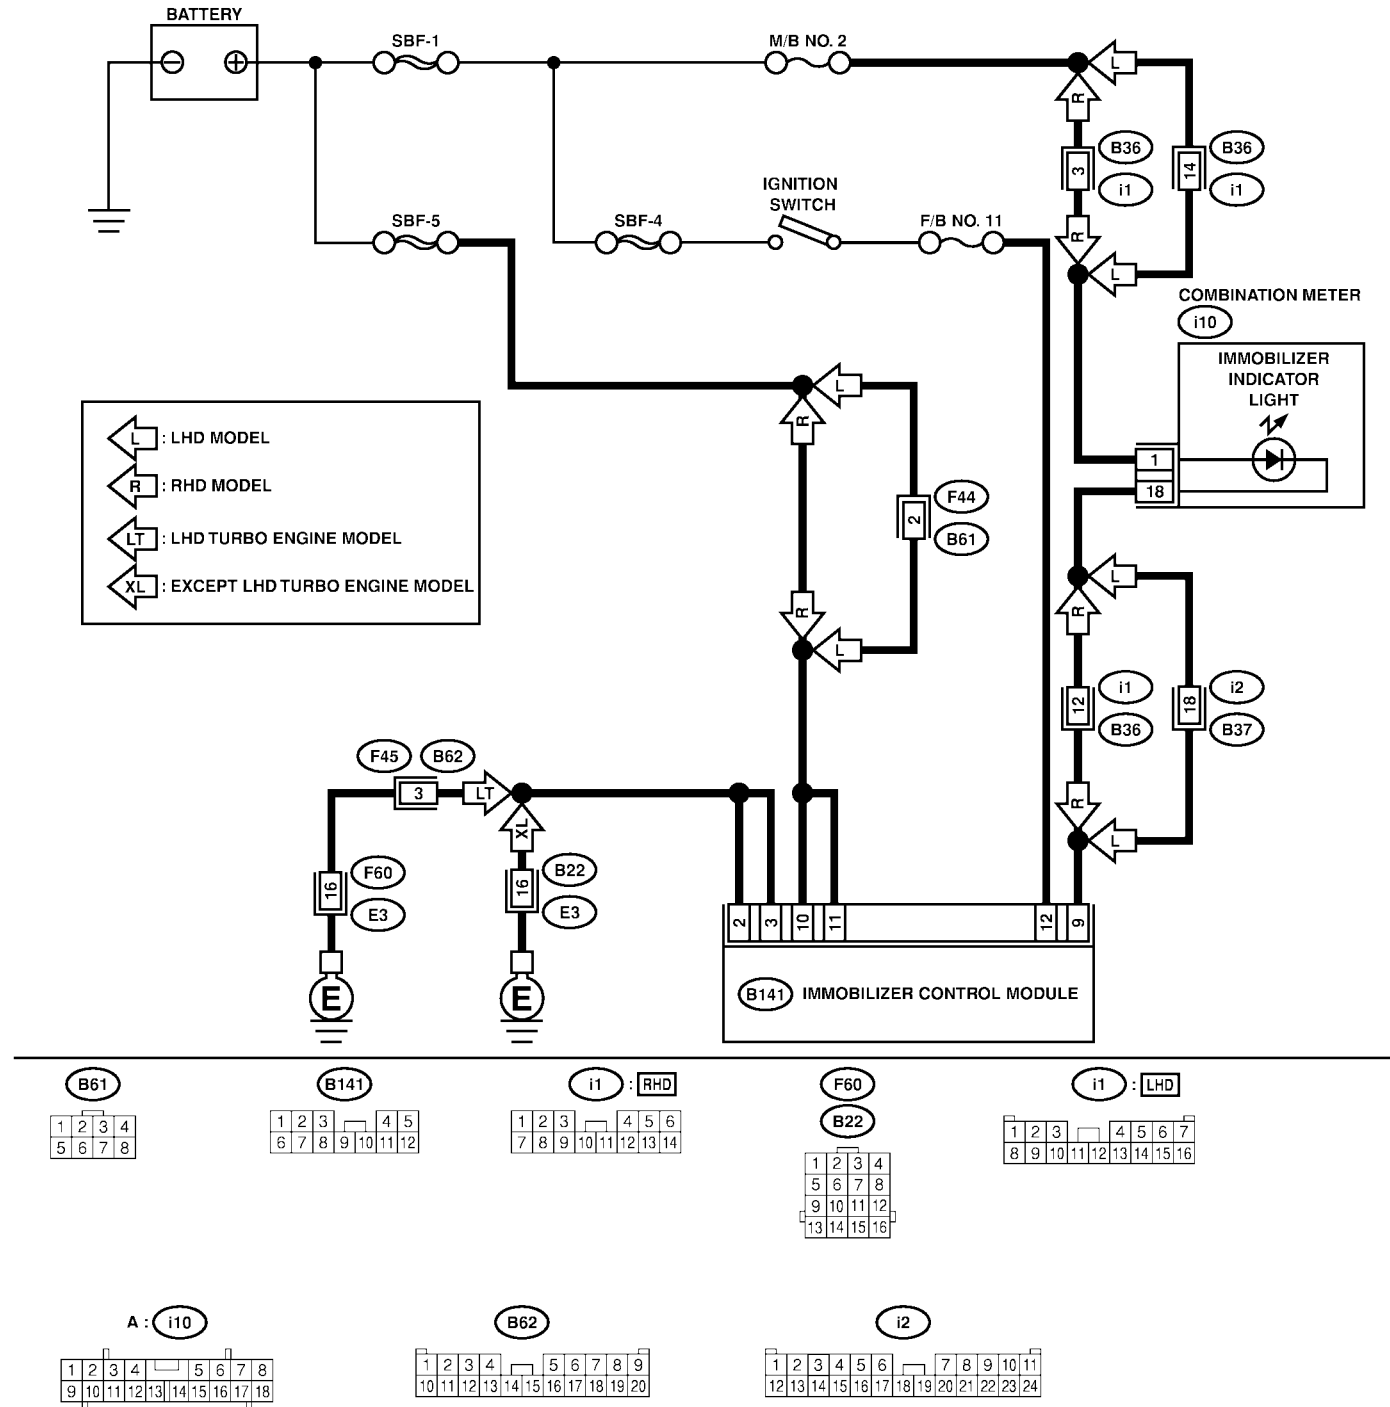 BATTERY
SBF-1
M/B NO. 2
L
R
3
B36
i1
14
B36
i1
IGNITION
SWITCH
SBF-5
SBF-4
F/B NO. 11
R
L
COMBINATION METER
i10
IMMOBILIZER
INDICATOR
LIGHT
1
18
L
R
L : LHD MODEL
R : RHD MODEL
LT : LHD TURBO ENGINE MODEL
XL : EXCEPT LHD TURBO ENGINE MODEL
2
F44
B61
R
L
L
R
12
i1
B36
18
i2
B37
R
L
F45 B62
3
LT
XL
16
F60
E3
16
B22
E3
E
E
2 3 10 11 12 9
B141 IMMOBILIZER CONTROL MODULE
B61
1 2 3 4
5 6 7 8
B141
1 2 3 4 5
6 7 8 9 10 11 12
i1 : RHD
1 2 3 4 5 6
7 8 9 10 11 12 13 14
F60
B22
1 2 3 4
5 6 7 8
9 10 11 12
13 14 15 16
i1 : LHD
1 2 3 4 5 6 7
8 9 10 11 12 13 14 15 16
A : i10
1 2 3 4 5 6 7 8
9 10 11 12 13 14 15 16 17 18
B62
1 2 3 4 5 6 7 8 9
10 11 12 13 14 15 16 17 18 19 20
i2
1 2 3 4 5 6 7 8 9 10 11
12 13 14 15 16 17 18 19 20 21 22 23 24